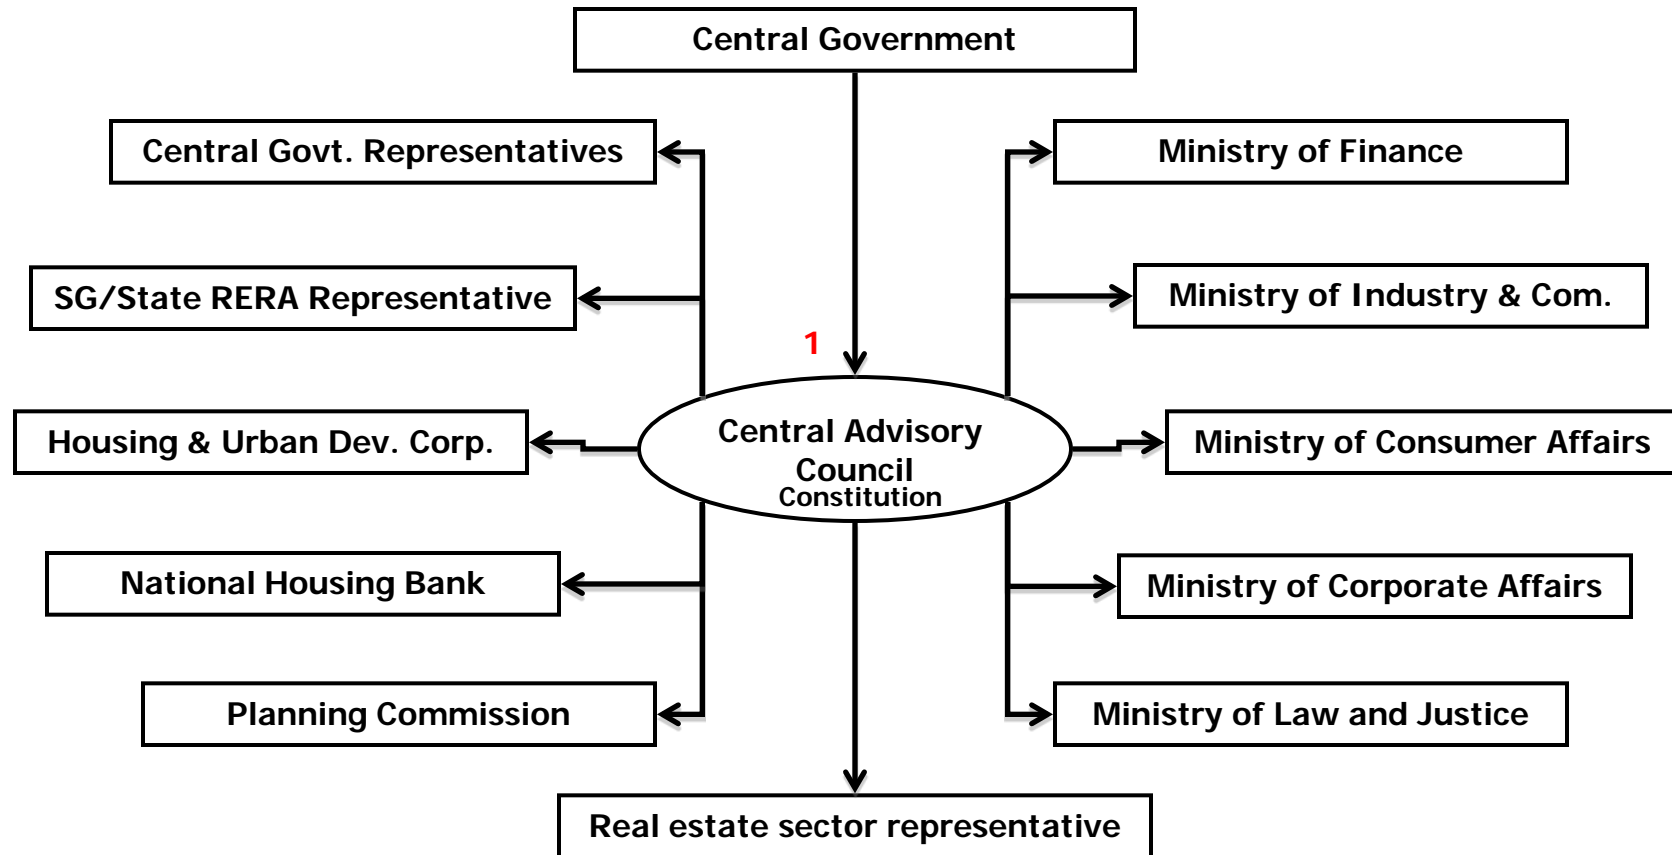 Central Government
Central Govt. Representatives
Ministry of Finance
SG/State RERA Representative
Ministry of Industry & Com.
1
Housing & Urban Dev. Corp.
Central Advisory
Council
Constitution
Ministry of Consumer Affairs
National Housing Bank
Ministry of Corporate Affairs
Planning Commission
Ministry of Law and Justice
Real estate sector representative